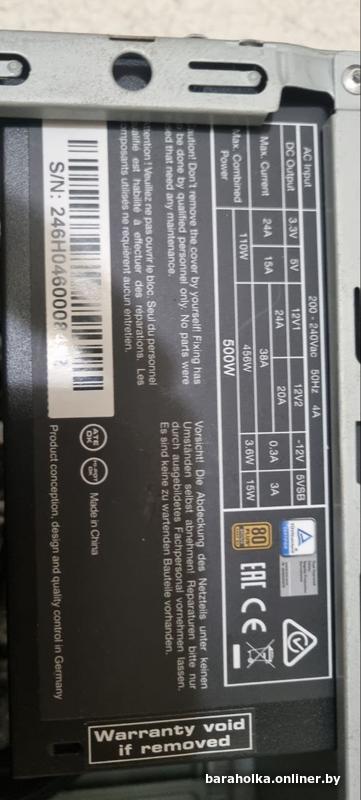 AC Input 200 - 240Vac 50Hz 4A
DC Output 3.3V 5V 12V1 12V2 -12V 5VSB
Max. Current 24A 15A 24A 20A 0.3A 3A
38A
Max. Combined Power 110W 456W 3.6W 15W
500W
80
EAC CE
Don't remove the cover by yourself! Fixing has
be done by qualified personnel only. No parts were
that need any maintenance.
Veuillez ne pas ouvrir le bloc. Seul du personnel
est habilité à effectuer des réparations. Les
composants utilisés ne requièrent aucun entretien.
Vorsicht! Die Abdeckung des Netzteils unter keinen
Umständen selbst abnehmen! Reparaturen bitte nur
durch ausgebildetes Fachpersonal vornehmen lassen.
Es sind keine zu wartenden Bauteile vorhanden.
S/N: 246H046000
Made in China
Product conception, design and quality control in Germany
Warranty void
if removed
baraholka.onliner.by